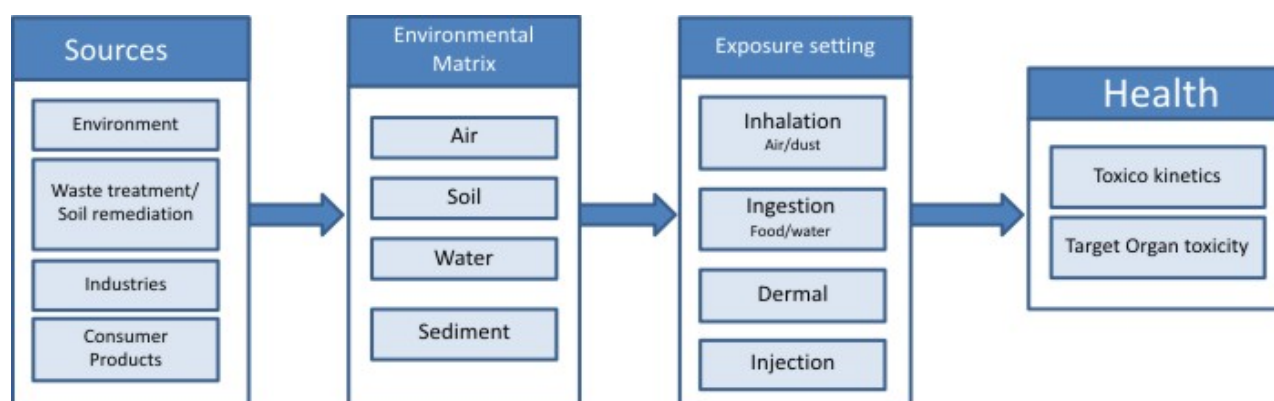 Sources
Environment
Waste treatment/
Soil remediation
Industries
Consumer
Products
Environmental
Matrix
Air
Soil
Water
Sediment
Exposure setting
Inhalation
Air/dust
Ingestion
Food/water
Dermal
Injection
Health
Toxico kinetics
Target Organ toxicity